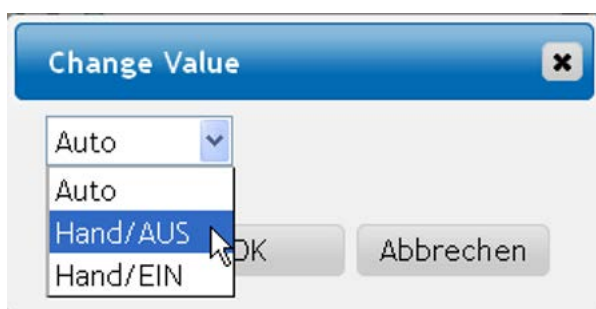 Change Value
Auto
Auto
Hand/AUS
OK Abbrechen
Hand/EIN